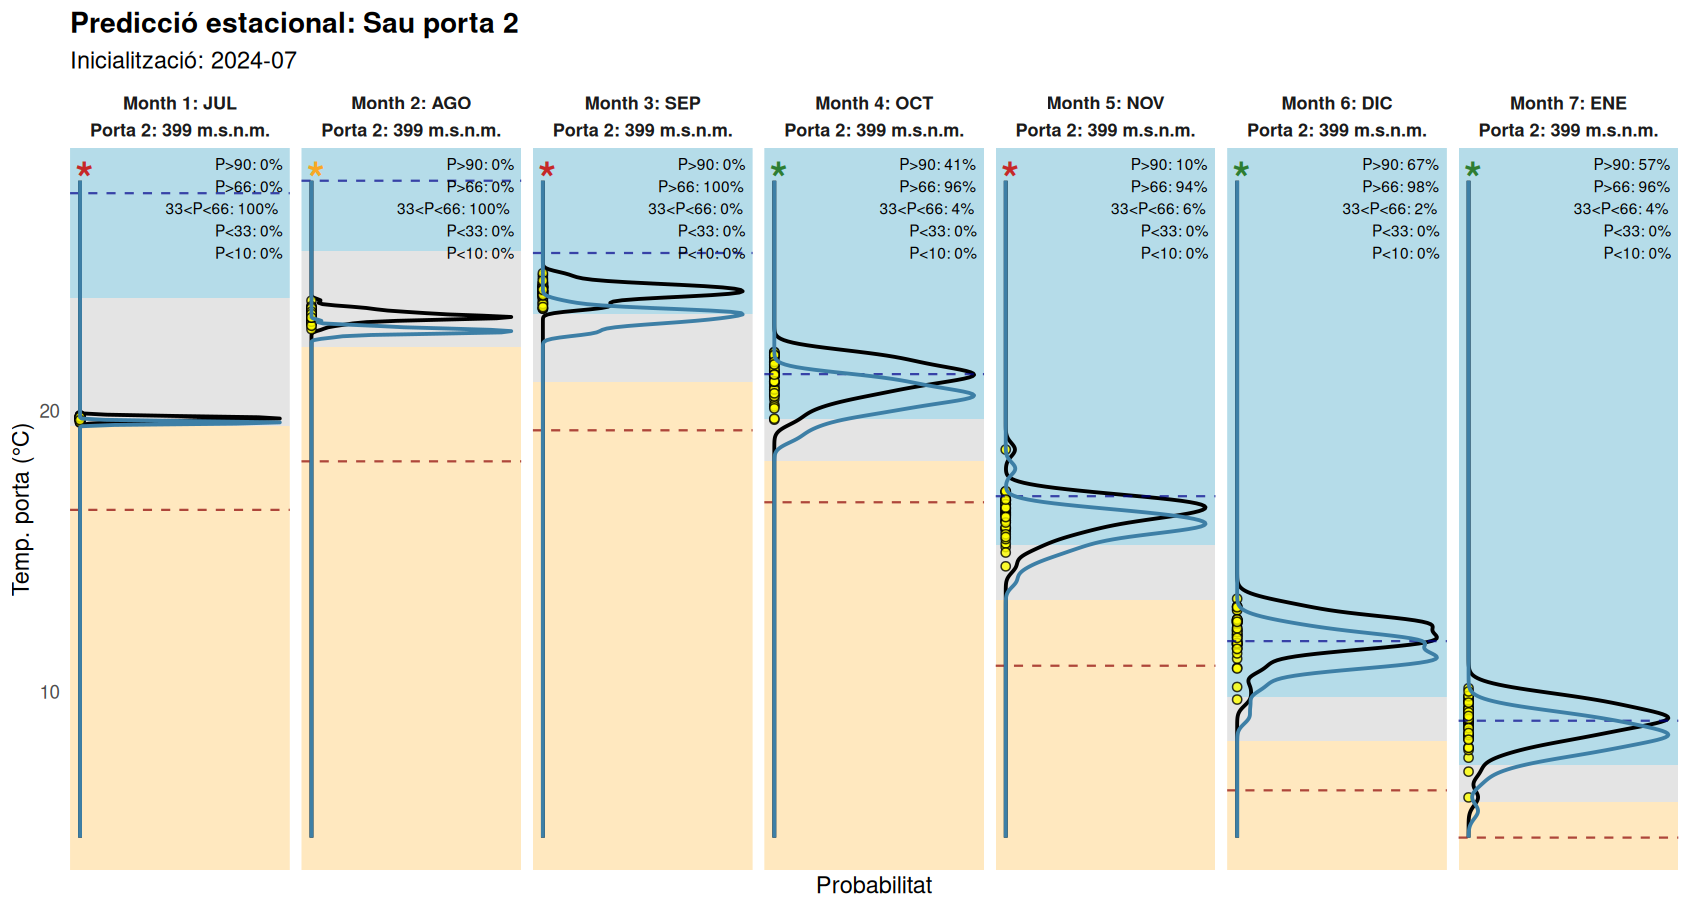 Predicció estacional: Sau porta 2
Inicialització: 2024-07
Month 1: JUL
Porta 2: 399 m.s.n.m.
Month 2: AGO
Porta 2: 399 m.s.n.m.
Month 3: SEP
Porta 2: 399 m.s.n.m.
Month 4: OCT
Porta 2: 399 m.s.n.m.
Month 5: NOV
Porta 2: 399 m.s.n.m.
Month 6: DIC
Porta 2: 399 m.s.n.m.
Month 7: ENE
Porta 2: 399 m.s.n.m.
*
P>90: 0%
P>66: 0%
33<P<66: 100%
P<33: 0%
P<10: 0%
*
P>90: 0%
P>66: 0%
33<P<66: 100%
P<33: 0%
P<10: 0%
*
P>90: 0%
P>66: 100%
33<P<66: 0%
P<33: 0%
P<10: 0%
*
P>90: 41%
P>66: 96%
33<P<66: 4%
P<33: 0%
P<10: 0%
*
P>90: 10%
P>66: 94%
33<P<66: 6%
P<33: 0%
P<10: 0%
*
P>90: 67%
P>66: 98%
33<P<66: 2%
P<33: 0%
P<10: 0%
*
P>90: 57%
P>66: 96%
33<P<66: 4%
P<33: 0%
P<10: 0%
20
10
Temp. porta (°C)
Probabilitat